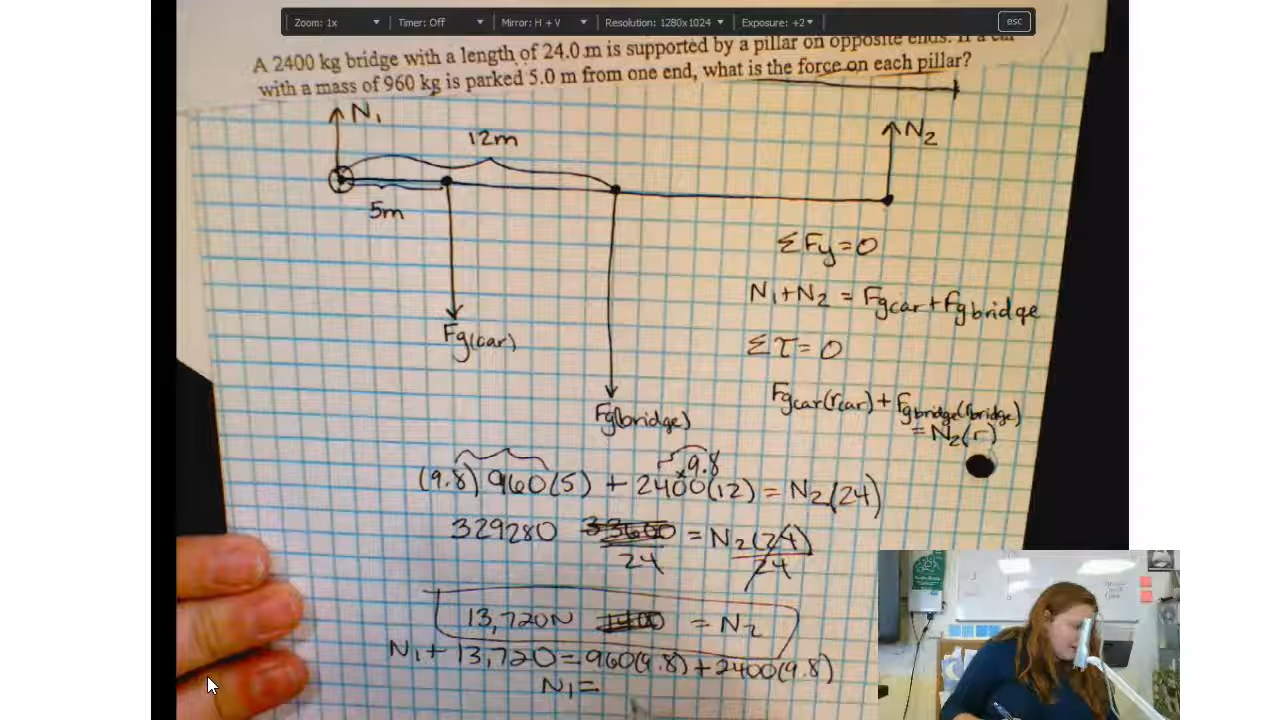 Zoom: 1x Timer: Off Mirror: H + V Resolution: 1280x1024 Exposure: +2 esc
A 2400 kg bridge with a length of 24.0 m is supported by a pillar on opposite ends. If a car
with a mass of 960 kg is parked 5.0 m from one end, what is the force on each pillar?
N₁
12m
N₂
5m
ΣFy=0
N₁+N₂ = Fgcar+Fgbridge
Fg(car)
Στ=0
Fgcar(rcar) + Fgbridge(rbridge)
= N₂(r)
Fg(bridge)
×9.8
(9.8) 960(5) + 2400(12) = N₂(24)
329280 33600 = N₂(24)
24 24
13,720N 1400 = N₂
N₁ + 13,720 = 960(9.8) + 2400(9.8)
N₁=